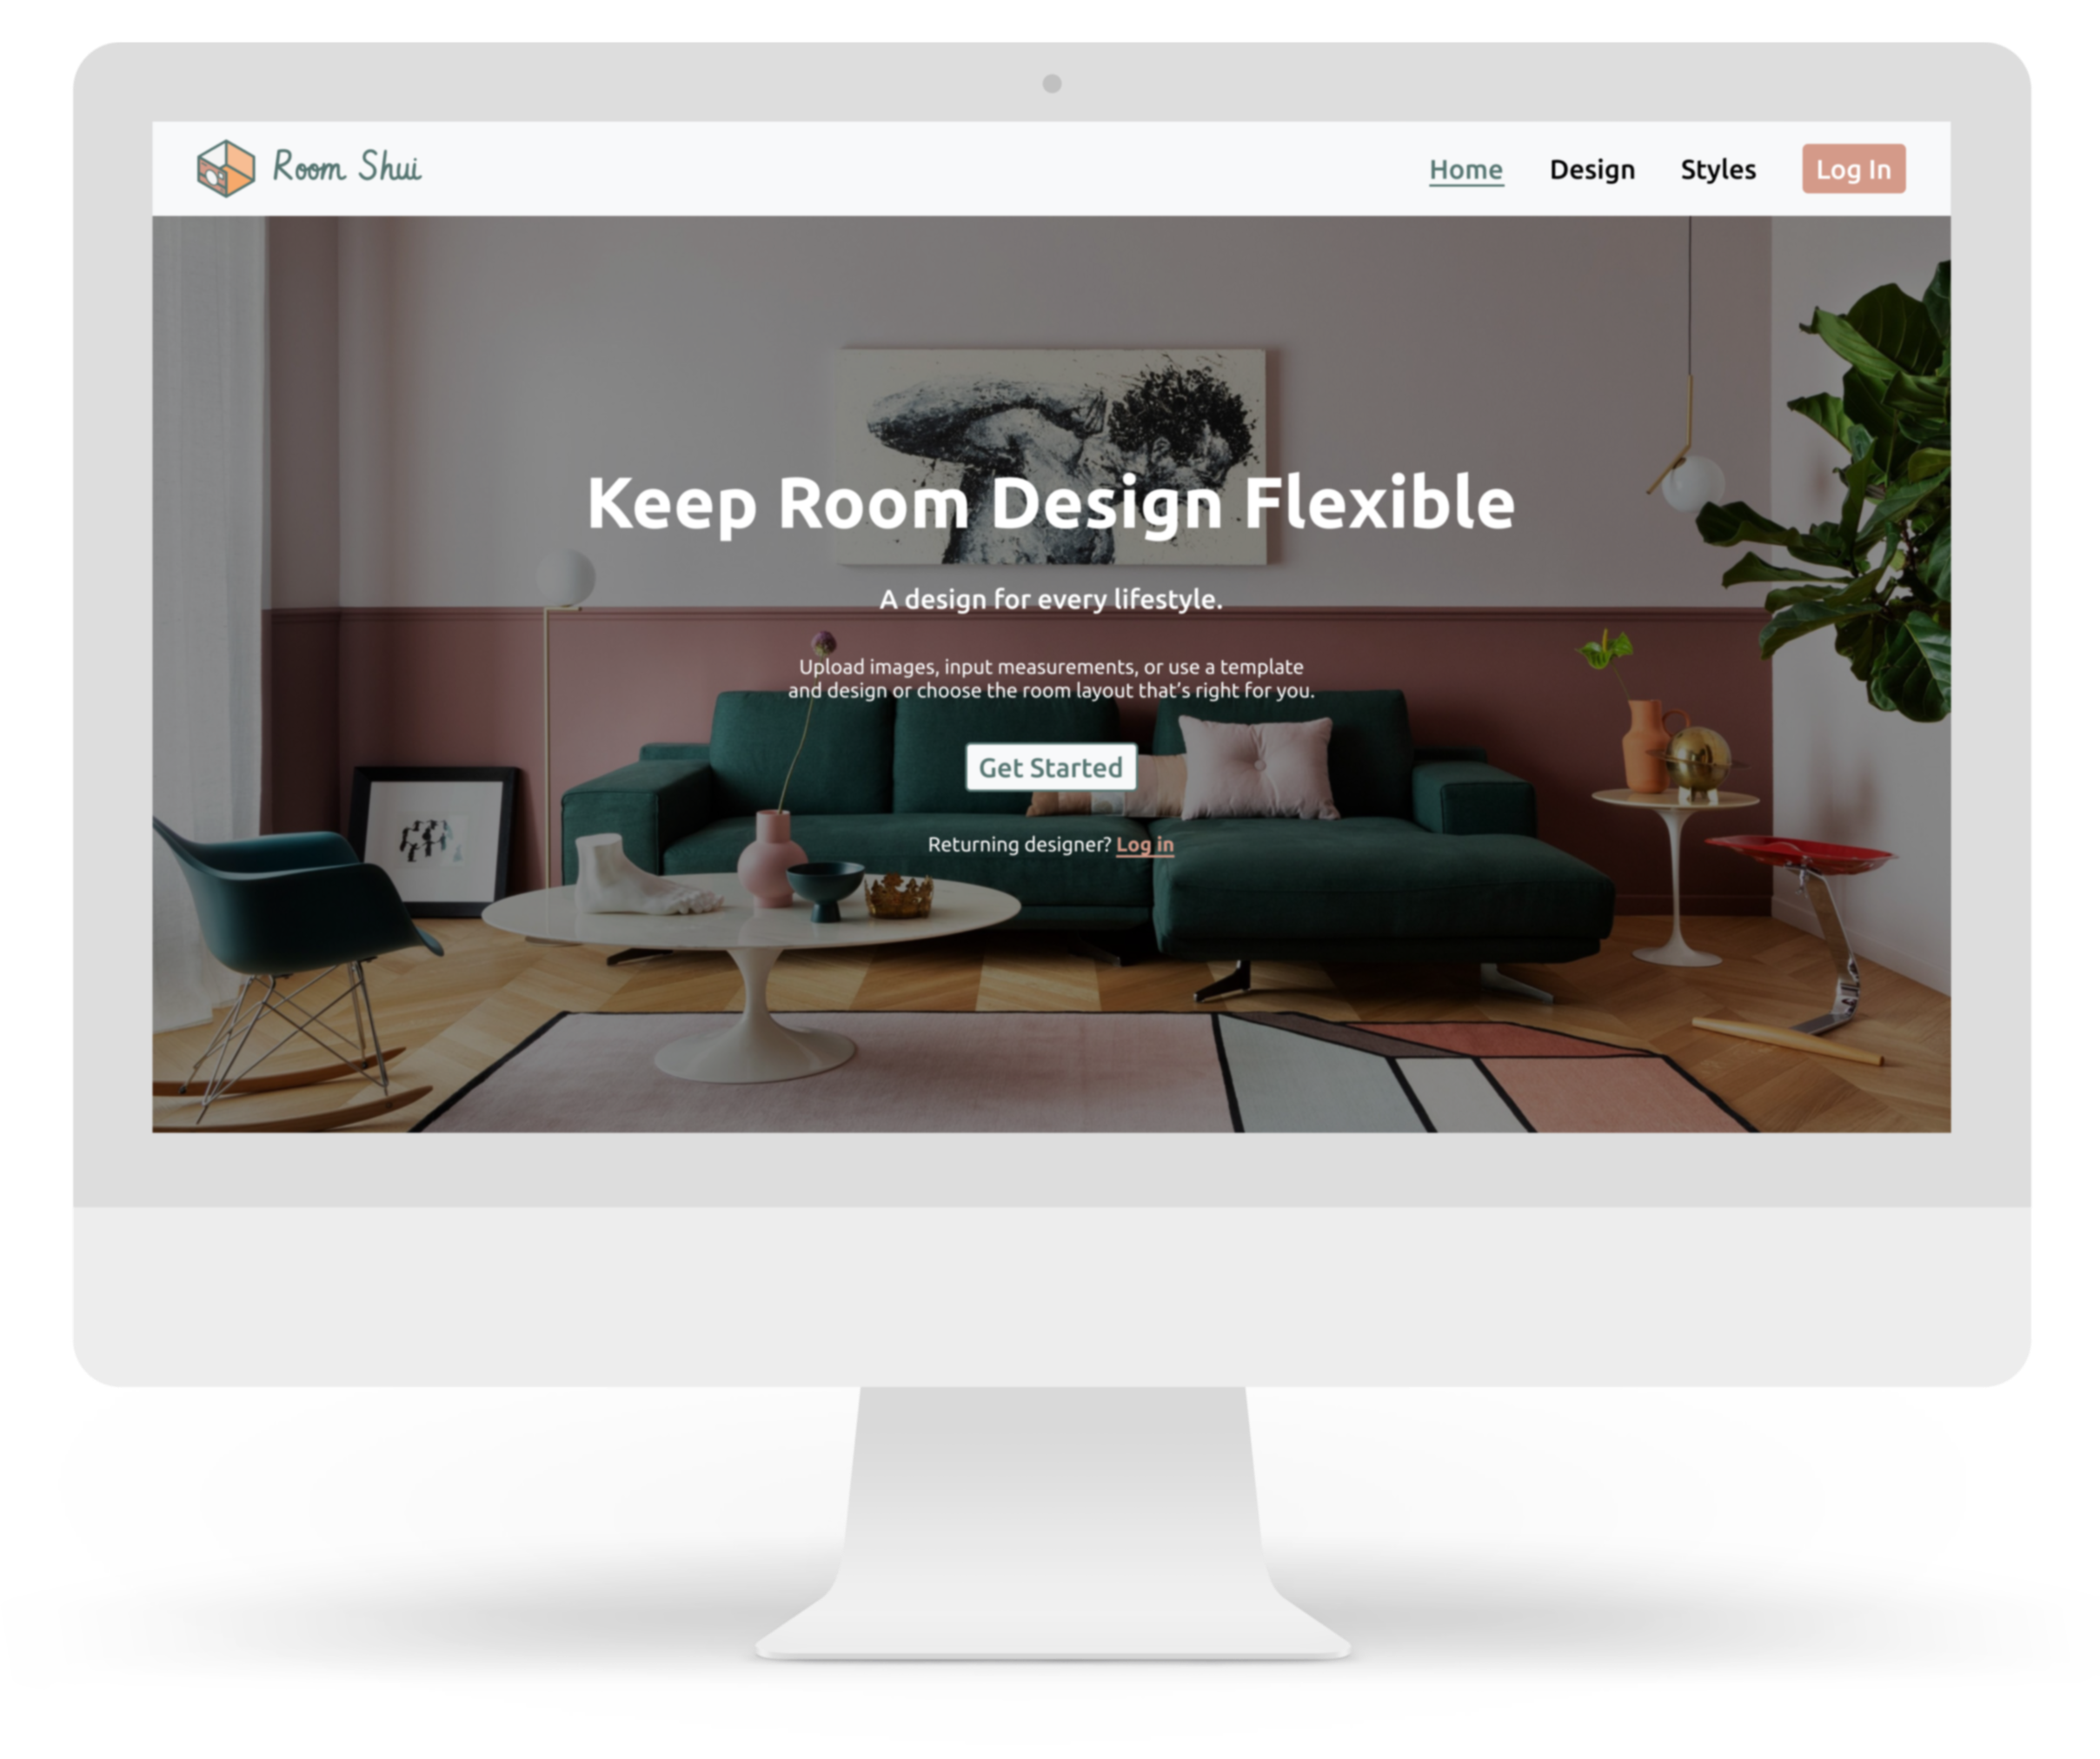 Room Shui
Home Design Styles Log In
Keep Room Design Flexible
A design for every lifestyle.
Upload images, input measurements, or use a template
and design or choose the room layout that's right for you.
Get Started
Returning designer? Log in